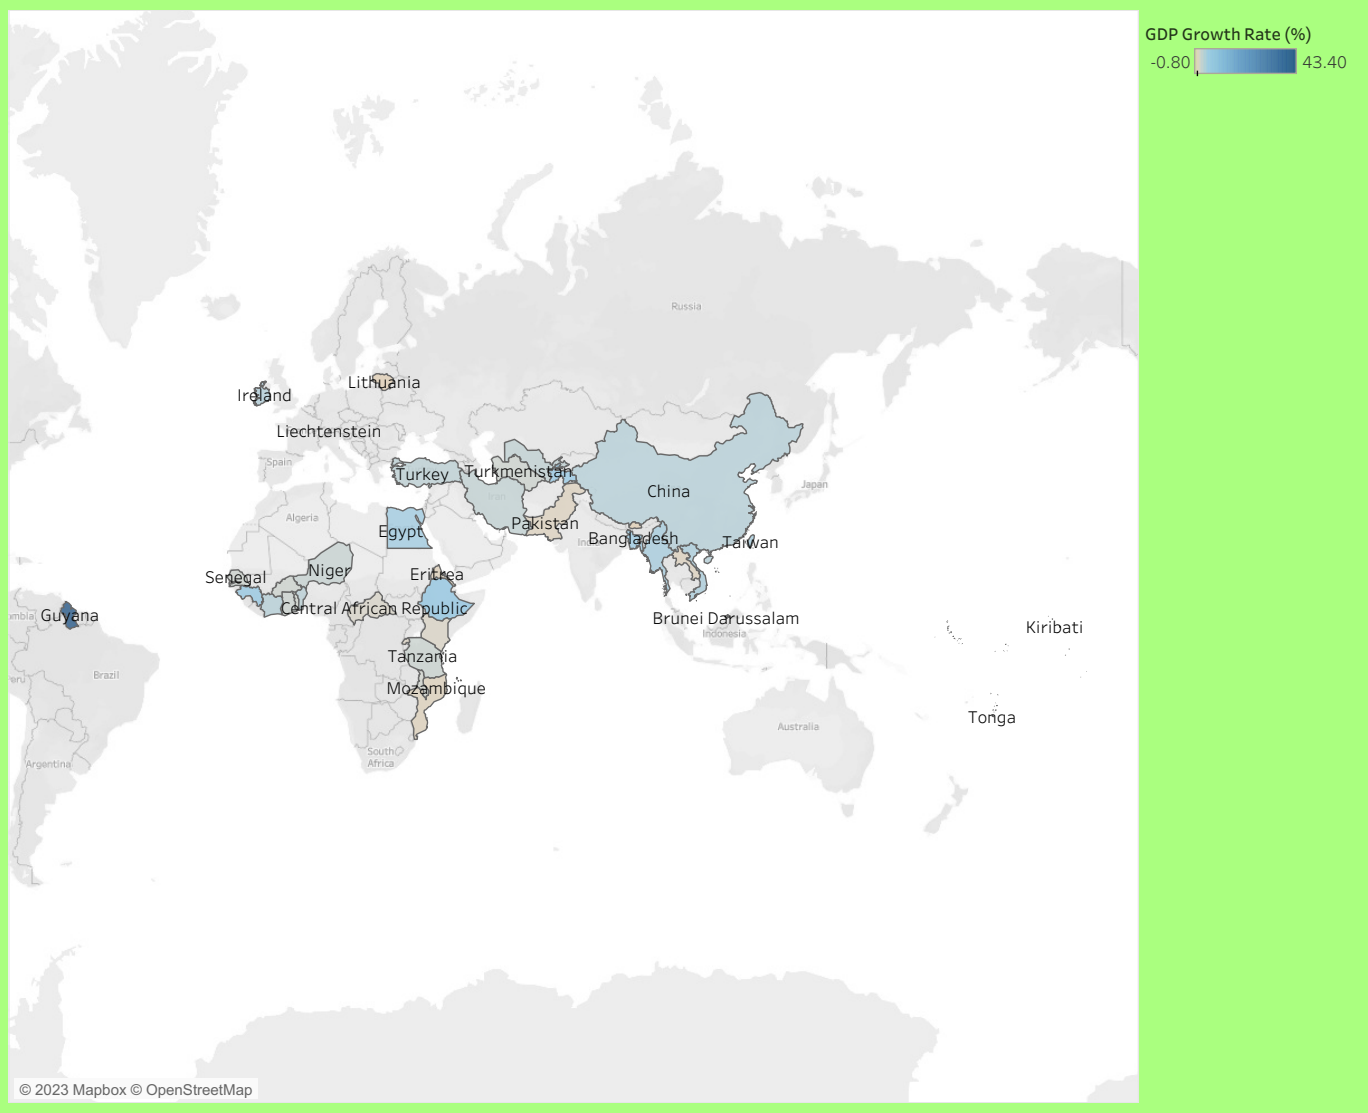 GDP Growth Rate (%)
-0.80 43.40
Russia
Lithuania
Ireland
Liechtenstein
Spain
Turkey
Turkmenistan
China
Japan
Iran
Algeria
Egypt
Pakistan
Bangladesh
Taiwan
Niger
Senegal
Eritrea
Central African Republic
Guyana
Brunei Darussalam
Indonesia
Kiribati
Tanzania
Brazil
Mozambique
Tonga
Australia
South
Africa
Argentina
© 2023 Mapbox © OpenStreetMap